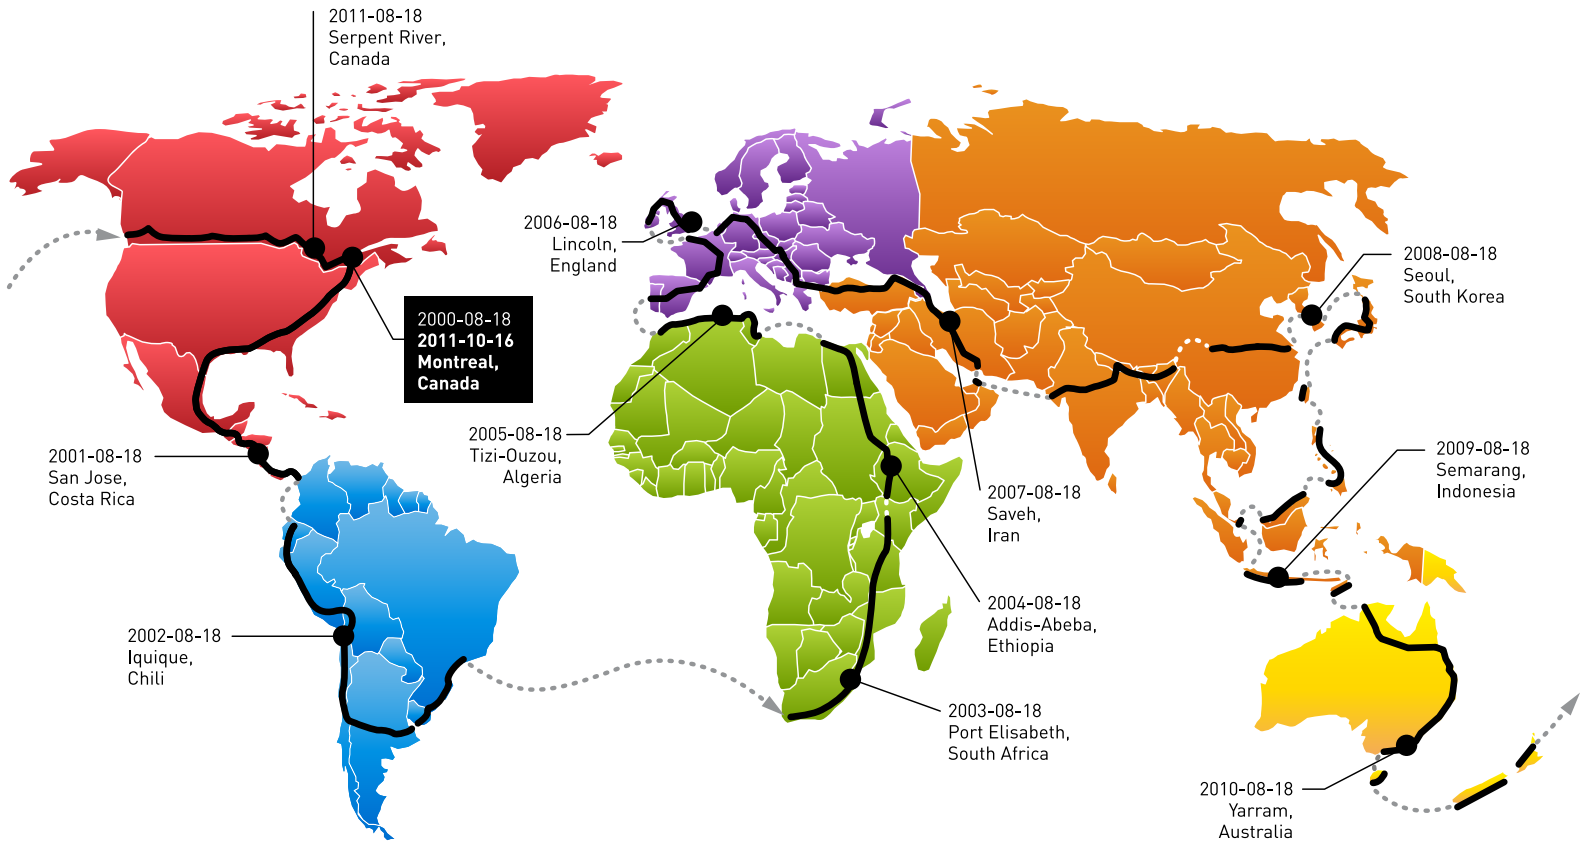 2011-08-18
Serpent River,
Canada
2006-08-18
Lincoln,
England
2008-08-18
Seoul,
South Korea
2000-08-18
2011-10-16
Montreal,
Canada
2005-08-18
Tizi-Ouzou,
Algeria
2001-08-18
San Jose,
Costa Rica
2007-08-18
Saveh,
Iran
2009-08-18
Semarang,
Indonesia
2004-08-18
Addis-Abeba,
Ethiopia
2002-08-18
Iquique,
Chili
2003-08-18
Port Elisabeth,
South Africa
2010-08-18
Yarram,
Australia